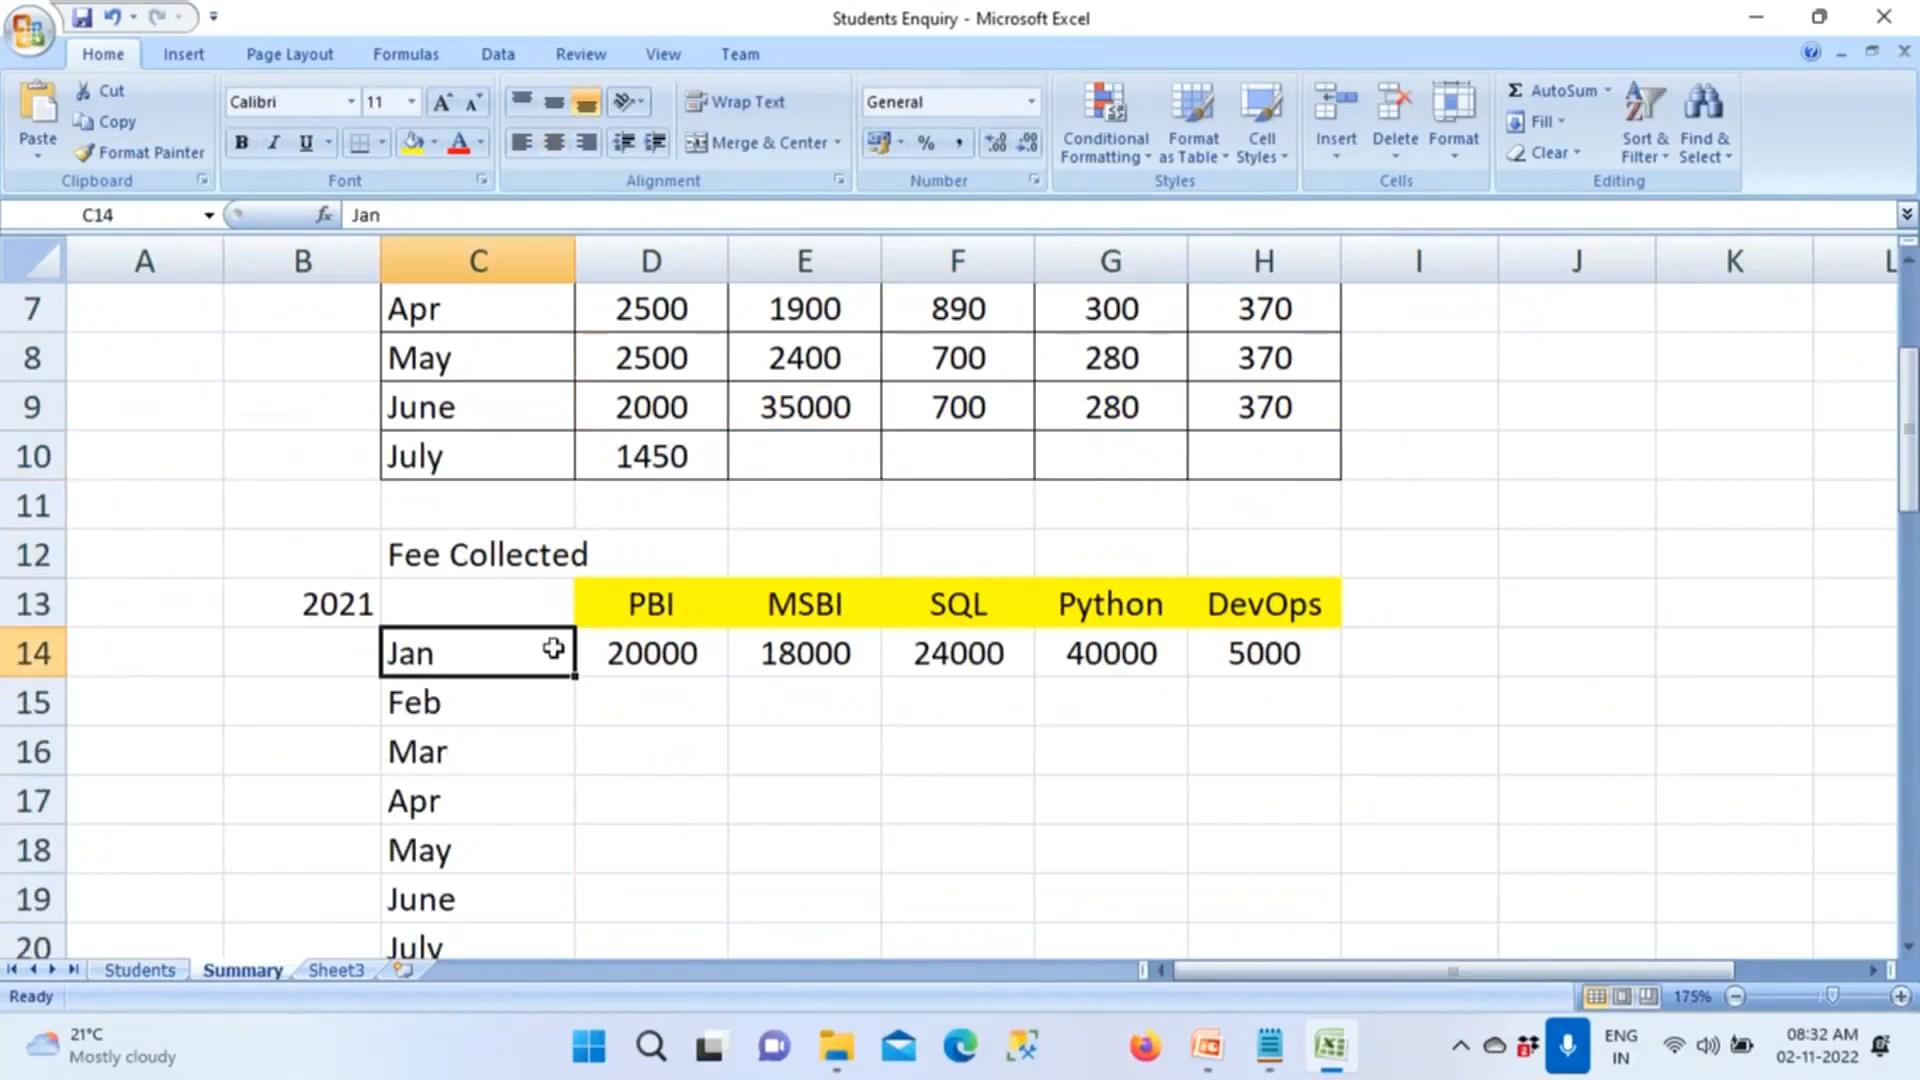 Students Enquiry - Microsoft Excel
Home Insert Page Layout Formulas Data Review View Team
Paste
Cut
Copy
Format Painter
Clipboard
Calibri 11
A A
B I U A
Font
Wrap Text
Merge & Center
Alignment
General
% ,
Number
Conditional Formatting
Format as Table
Cell Styles
Styles
Insert Delete Format
Cells
Σ AutoSum
Fill
Clear
Sort & Filter
Find & Select
Editing
C14 fx Jan
A B C D E F G H I J K L
7 Apr 2500 1900 890 300 370
8 May 2500 2400 700 280 370
9 June 2000 35000 700 280 370
10 July 1450
11
12 Fee Collected
13 2021 PBI MSBI SQL Python DevOps
14 Jan 20000 18000 24000 40000 5000
15 Feb
16 Mar
17 Apr
18 May
19 June
20 July
Students Summary Sheet3
Ready 175%
21°C
Mostly cloudy
ENG
IN
08:32 AM
02-11-2022